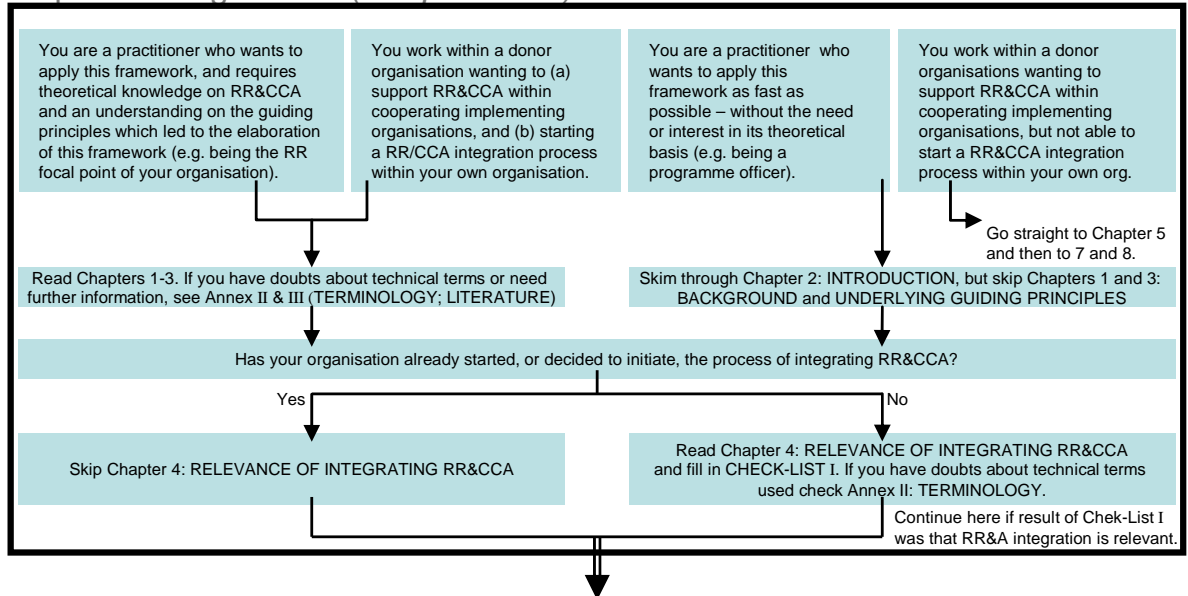 You are a practitioner who wants to
apply this framework, and requires
theoretical knowledge on RR&CCA
and an understanding on the guiding
principles which led to the elaboration
of this framework (e.g. being the RR
focal point of your organisation).
You work within a donor
organisation wanting to (a)
support RR&CCA within
cooperating implementing
organisations, and (b) starting
a RR/CCA integration process
within your own organisation.
You are a practitioner who
wants to apply this
framework as fast as
possible – without the need
or interest in its theoretical
basis (e.g. being a
programme officer).
You work within a donor
organisations wanting to
support RR&CCA within
cooperating implementing
organisations, but not able to
start a RR&CCA integration
process within your own org.
Go straight to Chapter 5
and then to 7 and 8.
Read Chapters 1-3. If you have doubts about technical terms or need
further information, see Annex II & III (TERMINOLOGY; LITERATURE)
Skim through Chapter 2: INTRODUCTION, but skip Chapters 1 and 3:
BACKGROUND and UNDERLYING GUIDING PRINCIPLES
Has your organisation already started, or decided to initiate, the process of integrating RR&CCA?
Yes
No
Skip Chapter 4: RELEVANCE OF INTEGRATING RR&CCA
Read Chapter 4: RELEVANCE OF INTEGRATING RR&CCA
and fill in CHECK-LIST I. If you have doubts about technical terms
used check Annex II: TERMINOLOGY.
Continue here if result of Chek-List I
was that RR&A integration is relevant.